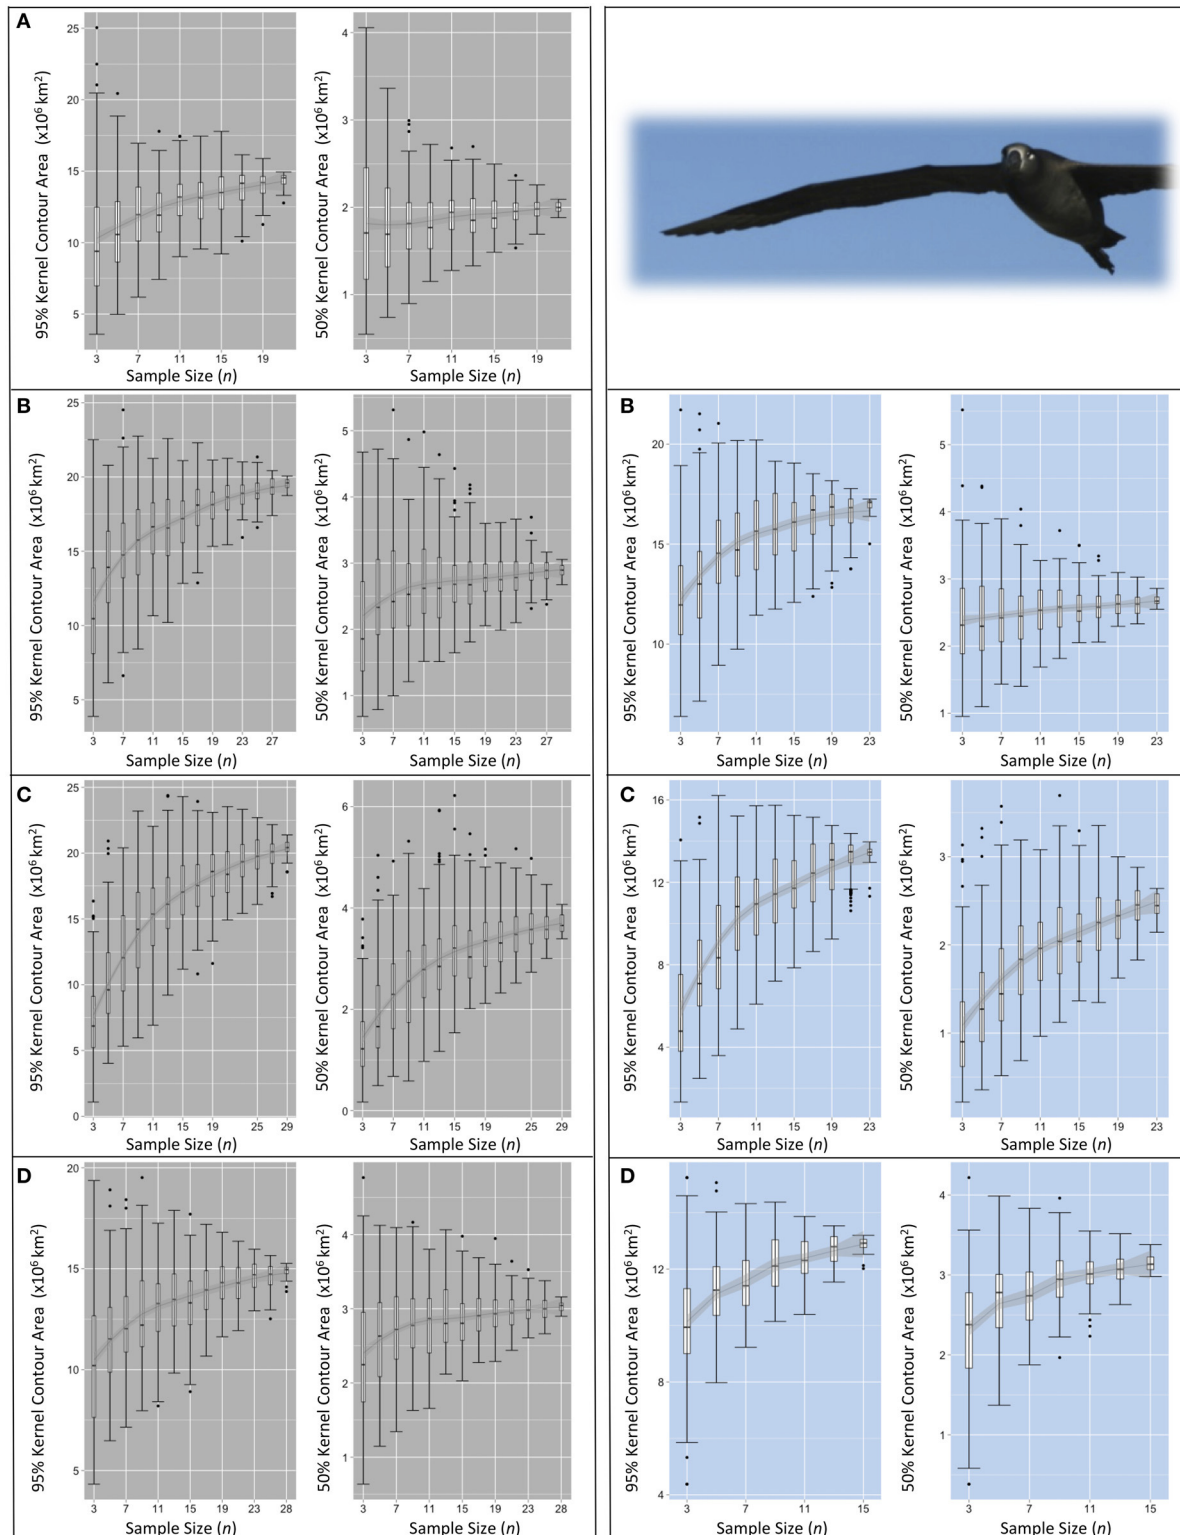 A
95% Kernel Contour Area (x10⁶ km²)
25
20
15
10
5
3 7 11 15 19
Sample Size (n)
50% Kernel Contour Area (x10⁶ km²)
4
3
2
1
3 7 11 15 19
Sample Size (n)
B
95% Kernel Contour Area (x10⁶ km²)
25
20
15
10
5
3 7 11 15 19 23 27
Sample Size (n)
50% Kernel Contour Area (x10⁶ km²)
5
4
3
2
1
3 7 11 15 19 23 27
Sample Size (n)
B
95% Kernel Contour Area (x10⁶ km²)
20
15
10
3 7 11 15 19 23
Sample Size (n)
50% Kernel Contour Area (x10⁶ km²)
5
4
3
2
1
3 7 11 15 19 23
Sample Size (n)
C
95% Kernel Contour Area (x10⁶ km²)
25
20
15
10
5
0
3 7 11 15 19 25 29
Sample Size (n)
50% Kernel Contour Area (x10⁶ km²)
6
4
2
0
3 7 11 15 19 25 29
Sample Size (n)
C
95% Kernel Contour Area (x10⁶ km²)
16
12
8
4
3 7 11 15 19 23
Sample Size (n)
50% Kernel Contour Area (x10⁶ km²)
3
2
1
3 7 11 15 19 23
Sample Size (n)
D
95% Kernel Contour Area (x10⁶ km²)
20
15
10
5
3 7 11 15 19 23 28
Sample Size (n)
50% Kernel Contour Area (x10⁶ km²)
4
3
2
1
3 7 11 15 19 23 28
Sample Size (n)
D
95% Kernel Contour Area (x10⁶ km²)
12
8
4
3 7 11 15
Sample Size (n)
50% Kernel Contour Area (x10⁶ km²)
4
3
2
1
3 7 11 15
Sample Size (n)